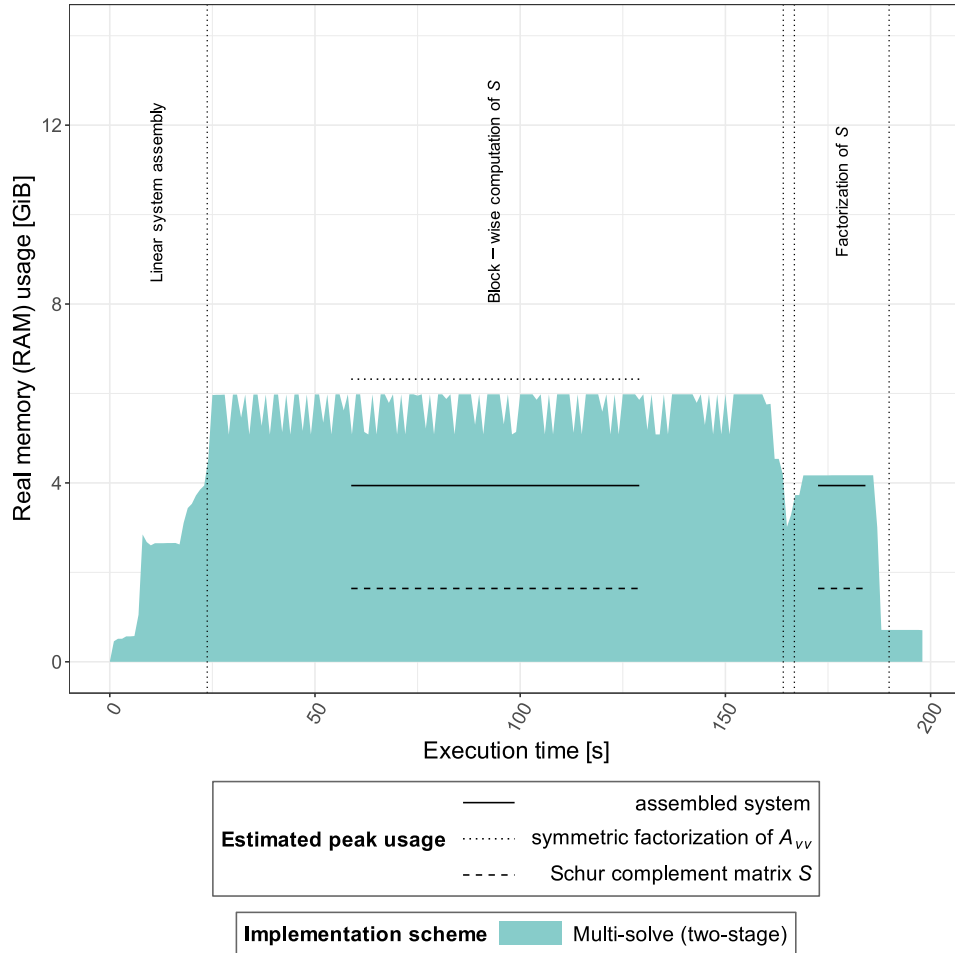 Real memory (RAM) usage [GiB]
12
8
4
0
Linear system assembly
Block – wise computation of S
Factorization of S
0
50
100
150
200
Execution time [s]
Estimated peak usage
assembled system
symmetric factorization of Avv
Schur complement matrix S
Implementation scheme Multi-solve (two-stage)